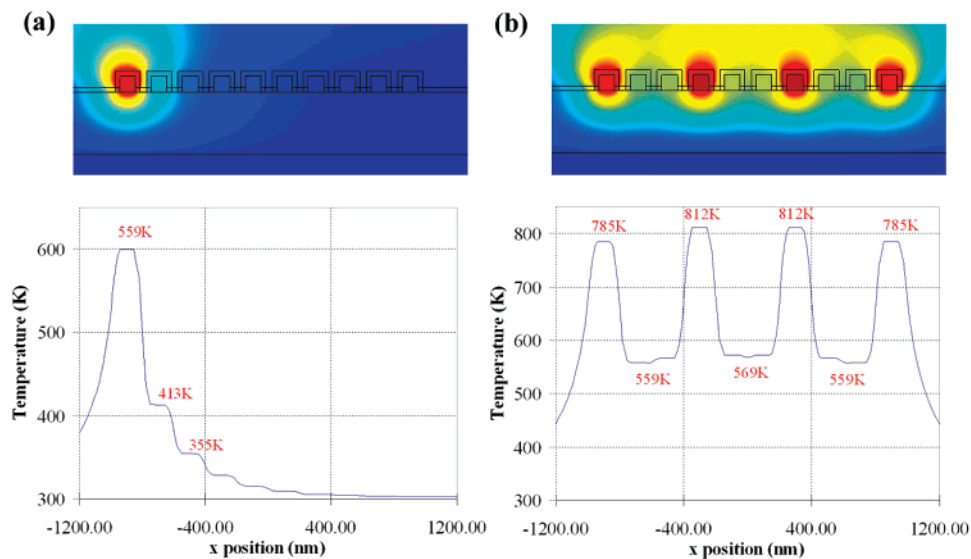 (a)
(b)
600
500
400
300
Temperature (K)
559K
413K
355K
-1200.00
-400.00
400.00
1200.00
x position (nm)
800
700
600
500
400
300
Temperature (K)
785K
812K
812K
785K
559K
569K
559K
-1200.00
-400.00
400.00
1200.00
x position (nm)